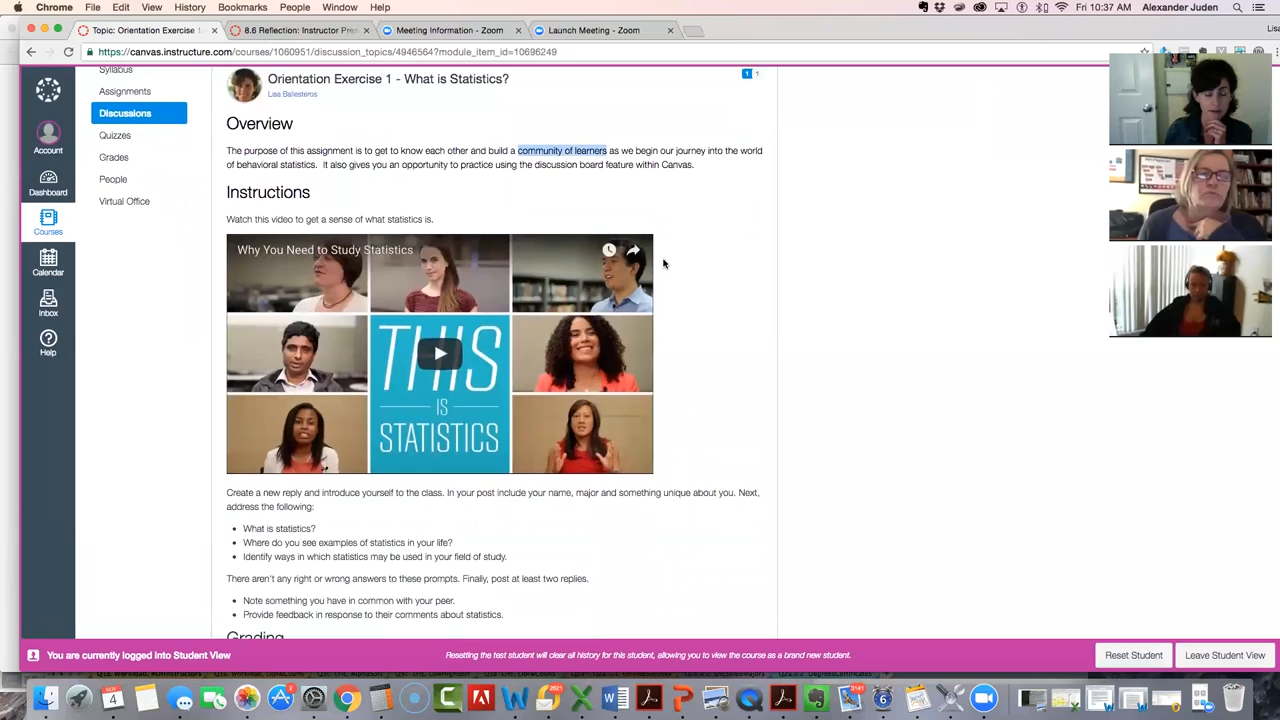 Chrome File Edit View History Bookmarks People Window Help Fri 10:37 AM Alexander Juden
Topic: Orientation Exercise 1 8.6 Reflection: Instructor Pres Meeting Information - Zoom Launch Meeting - Zoom Lisa
https://canvas.instructure.com/courses/1060951/discussion_topics/4946564?module_item_id=10696249
Syllabus
Assignments
Discussions
Quizzes
Grades
People
Virtual Office
Account
Dashboard
Courses
Calendar
Inbox
Help
Orientation Exercise 1 - What is Statistics?
1 1
Lisa Ballesteros
Overview
The purpose of this assignment is to get to know each other and build a community of learners as we begin our journey into the world
of behavioral statistics. It also gives you an opportunity to practice using the discussion board feature within Canvas.
Instructions
Watch this video to get a sense of what statistics is.
Why You Need to Study Statistics
THIS
IS
STATISTICS
Create a new reply and introduce yourself to the class. In your post include your name, major and something unique about you. Next,
address the following:
• What is statistics?
• Where do you see examples of statistics in your life?
• Identify ways in which statistics may be used in your field of study.
There aren't any right or wrong answers to these prompts. Finally, post at least two replies.
• Note something you have in common with your peer.
• Provide feedback in response to their comments about statistics.
Grading
You are currently logged into Student View
Resetting the test student will clear all history for this student, allowing you to view the course as a brand new student.
Reset Student Leave Student View